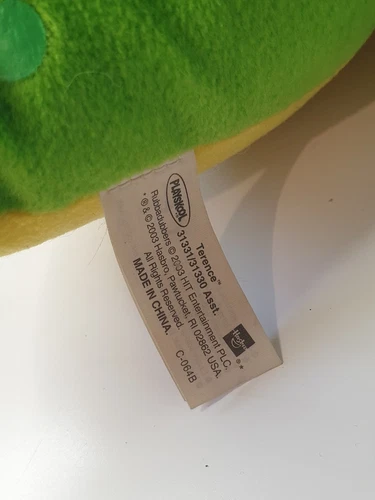 PLAYSKOOL
Terence™
31331/31330 Asst.
Rubbadubbers © 2003 HIT Entertainment PLC.
® & © 2003 Hasbro, Pawtucket, RI 02862 USA.
All Rights Reserved.
MADE IN CHINA.
C-064B
Hasbro